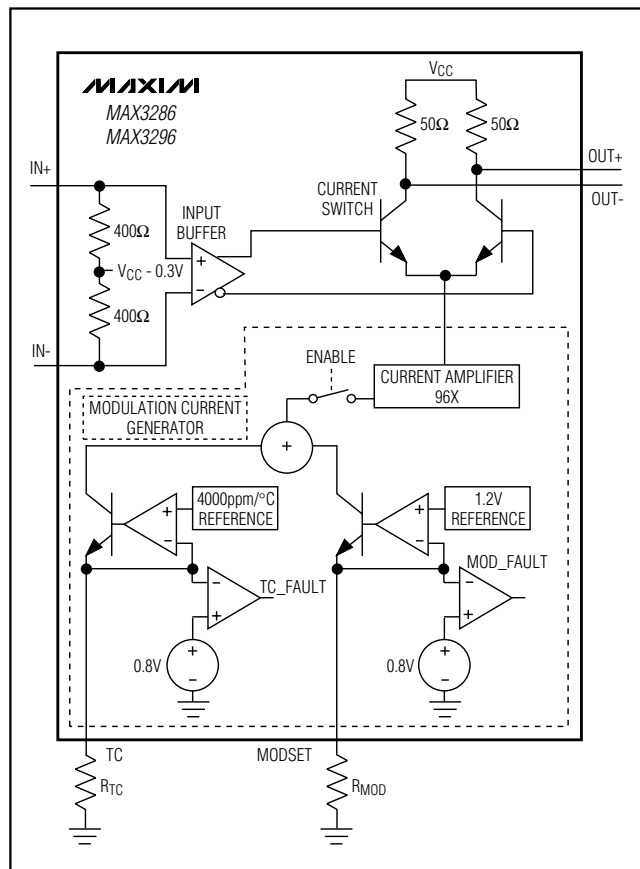 MAXIM
MAX3286
MAX3296
VCC
50Ω
50Ω
IN+
OUT+
OUT-
CURRENT
SWITCH
INPUT
BUFFER
400Ω
+
VCC - 0.3V
−
400Ω
IN-
ENABLE
CURRENT AMPLIFIER
96X
MODULATION CURRENT
GENERATOR
+
4000ppm/°C
REFERENCE
+
−
1.2V
REFERENCE
+
−
TC_FAULT
−
+
MOD_FAULT
−
+
0.8V
+
−
0.8V
+
−
TC
MODSET
RTC
RMOD